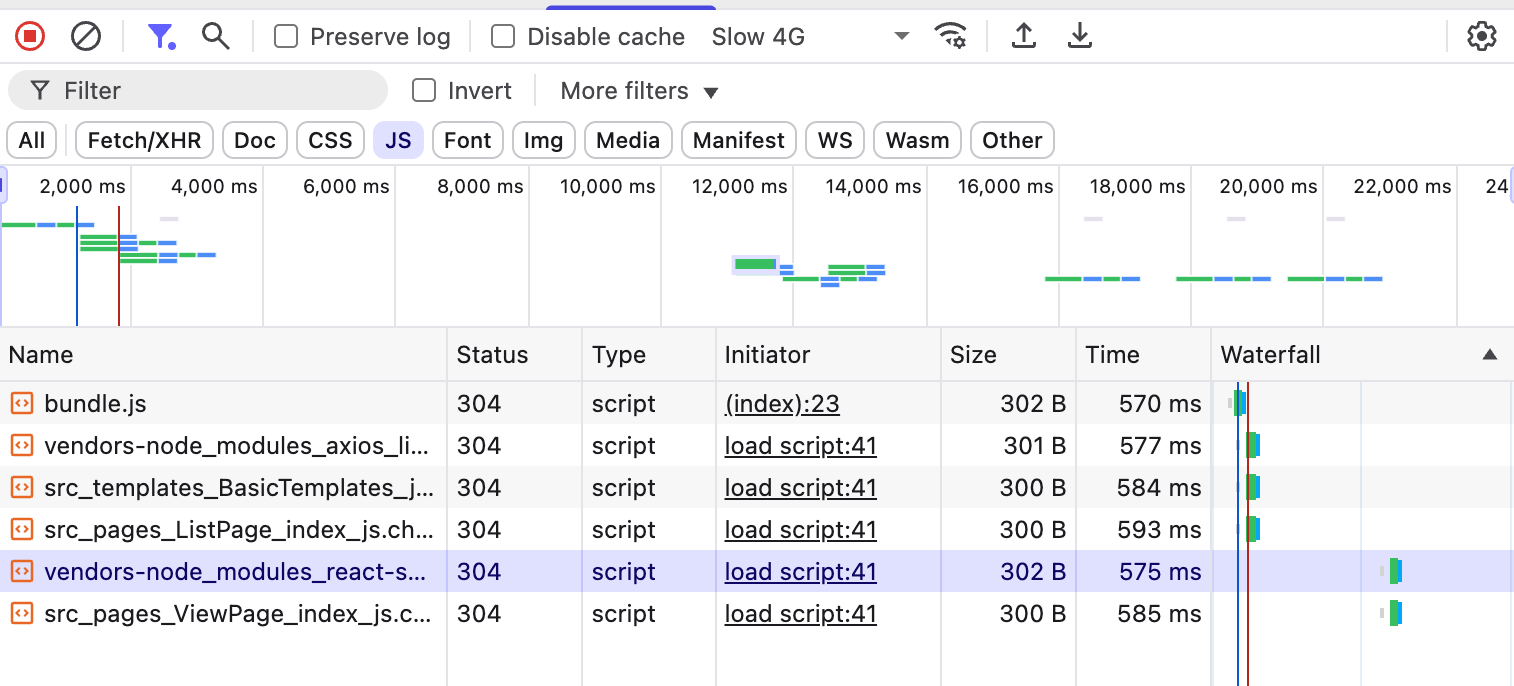 Preserve log Disable cache Slow 4G
Filter Invert More filters
All Fetch/XHR Doc CSS JS Font Img Media Manifest WS Wasm Other
2,000 ms 4,000 ms 6,000 ms 8,000 ms 10,000 ms 12,000 ms 14,000 ms 16,000 ms 18,000 ms 20,000 ms 22,000 ms 24
Name Status Type Initiator Size Time Waterfall
bundle.js 304 script (index):23 302 B 570 ms
vendors-node_modules_axios_li... 304 script load script:41 301 B 577 ms
src_templates_BasicTemplates_j... 304 script load script:41 300 B 584 ms
src_pages_ListPage_index_js.ch... 304 script load script:41 300 B 593 ms
vendors-node_modules_react-s... 304 script load script:41 302 B 575 ms
src_pages_ViewPage_index_js.c... 304 script load script:41 300 B 585 ms